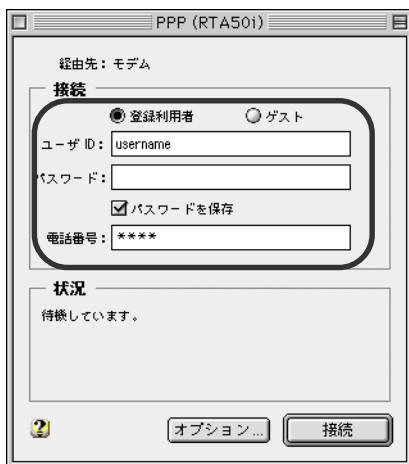 PPP (RTA50i)
経由先：モデム
接続
登録利用者 ゲスト
ユーザ ID： username
パスワード：
パスワードを保存
電話番号： ****
状況
待機しています。
オプション... 接続